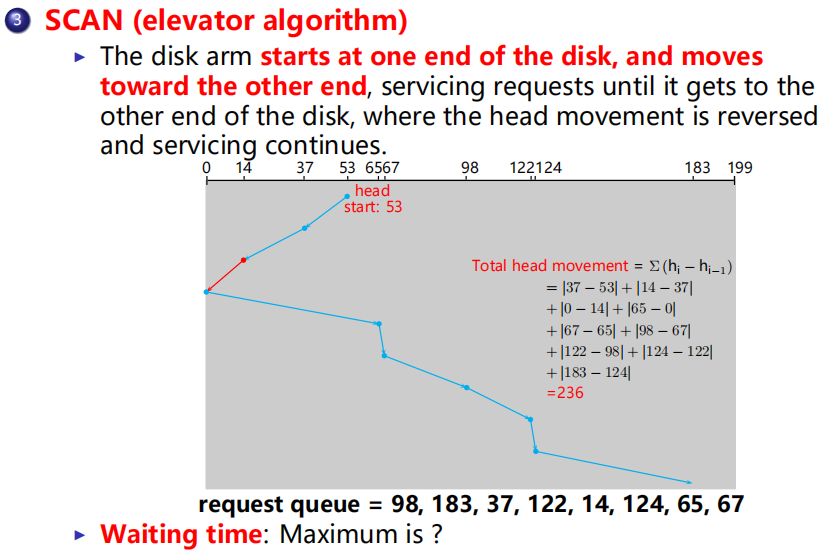 3 SCAN (elevator algorithm)
▸ The disk arm starts at one end of the disk, and moves
toward the other end, servicing requests until it gets to the
other end of the disk, where the head movement is reversed
and servicing continues.
0 14 37 53 6567 98 122124 183 199
head
start: 53
Total head movement = Σ(hᵢ − hᵢ₋₁)
= |37 − 53| + |14 − 37|
+ |0 − 14| + |65 − 0|
+ |67 − 65| + |98 − 67|
+ |122 − 98| + |124 − 122|
+ |183 − 124|
=236
request queue = 98, 183, 37, 122, 14, 124, 65, 67
▸ Waiting time: Maximum is ?